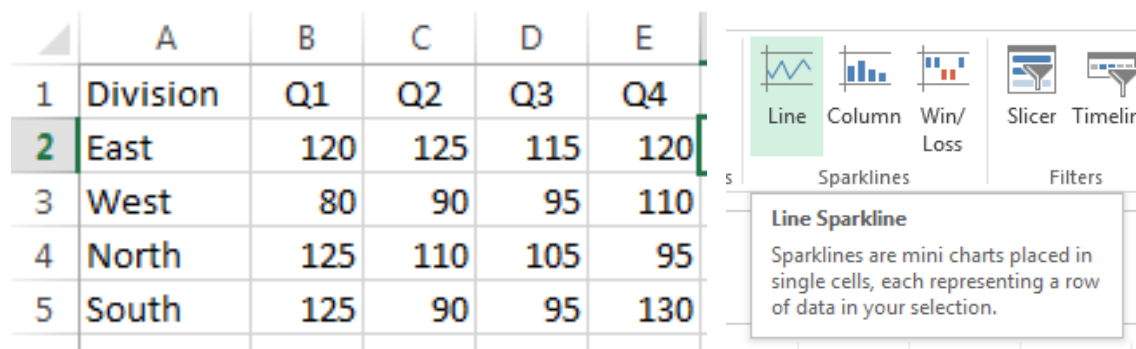 A B C D E
1 Division Q1 Q2 Q3 Q4
2 East 120 125 115 120
3 West 80 90 95 110
4 North 125 110 105 95
5 South 125 90 95 130
Line Column Win/ Slicer
Loss
Sparklines Filters
Line Sparkline
Sparklines are mini charts placed in
single cells, each representing a row
of data in your selection.